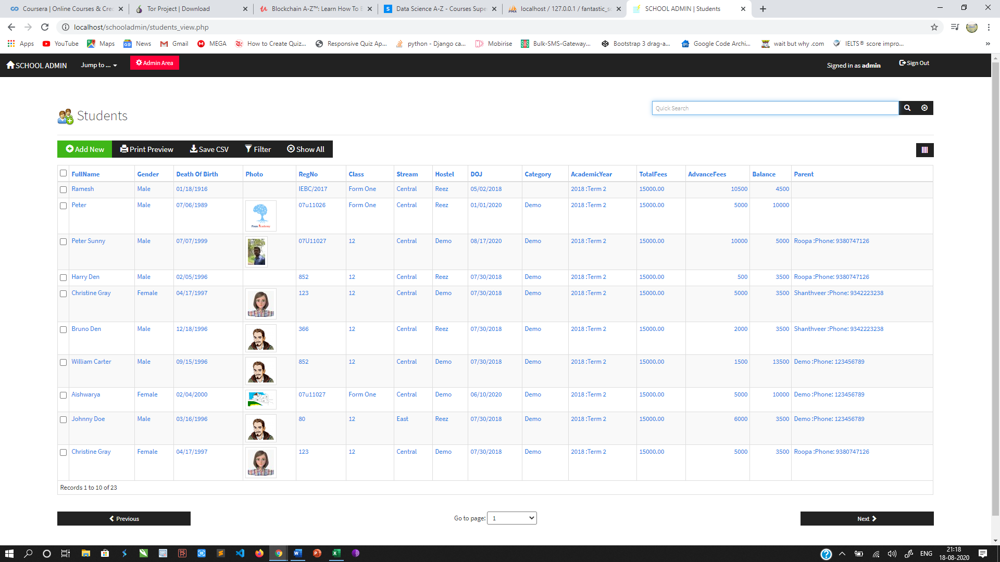 Coursera | Online Courses & Cred
Tor Project | Download
Blockchain A-Z™: Learn How To B
Data Science A-Z - Courses Supe
localhost / 127.0.0.1 / fantastic_sc
SCHOOL ADMIN | Students
localhost/schooladmin/students_view.php
Apps YouTube Maps News Gmail MEGA How to Create Quiz... Responsive Quiz Ap... python - Django ca... Mobirise Bulk-SMS-Gateway... Bootstrap 3 drag-a... Google Code Archi... wait but why .com IELTS® score impro... »
SCHOOL ADMIN Jump to ... Admin Area Signed in as admin Sign Out
Students
Quick Search
Add New Print Preview Save CSV Filter Show All
FullName Gender Death Of Birth Photo RegNo Class Stream Hostel DOJ Category AcademicYear TotalFees AdvanceFees Balance Parent
Ramesh Male 01/18/1916 IEBC/2017 Form One Central Reez 05/02/2018 2018 :Term 2 15000.00 10500 4500
Peter Male 07/06/1989 07u11026 Form One Central Reez 01/01/2020 Demo 2018 :Term 2 15000.00 5000 10000
Peter Sunny Male 07/07/1999 07U11027 12 Central Demo 08/17/2020 Demo 2018 :Term 2 15000.00 10000 5000 Roopa :Phone: 9380747126
Harry Den Male 02/05/1996 852 12 Central Reez 07/30/2018 Demo 2018 :Term 2 15000.00 500 3500 Roopa :Phone: 9380747126
Christine Gray Female 04/17/1997 123 12 Central Demo 07/30/2018 Demo 2018 :Term 2 15000.00 5000 3500 Shanthveer :Phone: 9342223238
Bruno Den Male 12/18/1996 366 12 Central Reez 07/30/2018 Demo 2018 :Term 2 15000.00 2000 3500 Shanthveer :Phone: 9342223238
William Carter Male 09/15/1996 852 12 Central Demo 07/30/2018 Demo 2018 :Term 2 15000.00 1500 13500 Demo :Phone: 123456789
Aishwarya Female 02/04/2000 07u11027 Form One Central Demo 06/10/2020 Demo 2018 :Term 2 15000.00 5000 10000 Demo :Phone: 123456789
Johnny Doe Male 03/16/1996 80 12 East Reez 07/30/2018 Demo 2018 :Term 2 15000.00 6000 3500 Demo :Phone: 123456789
Christine Gray Female 04/17/1997 123 12 Central Demo 07/30/2018 Demo 2018 :Term 2 15000.00 5000 3500 Roopa :Phone: 9380747126
Records 1 to 10 of 23
Previous Go to page: 1 Next
ENG 21:18
18-08-2020